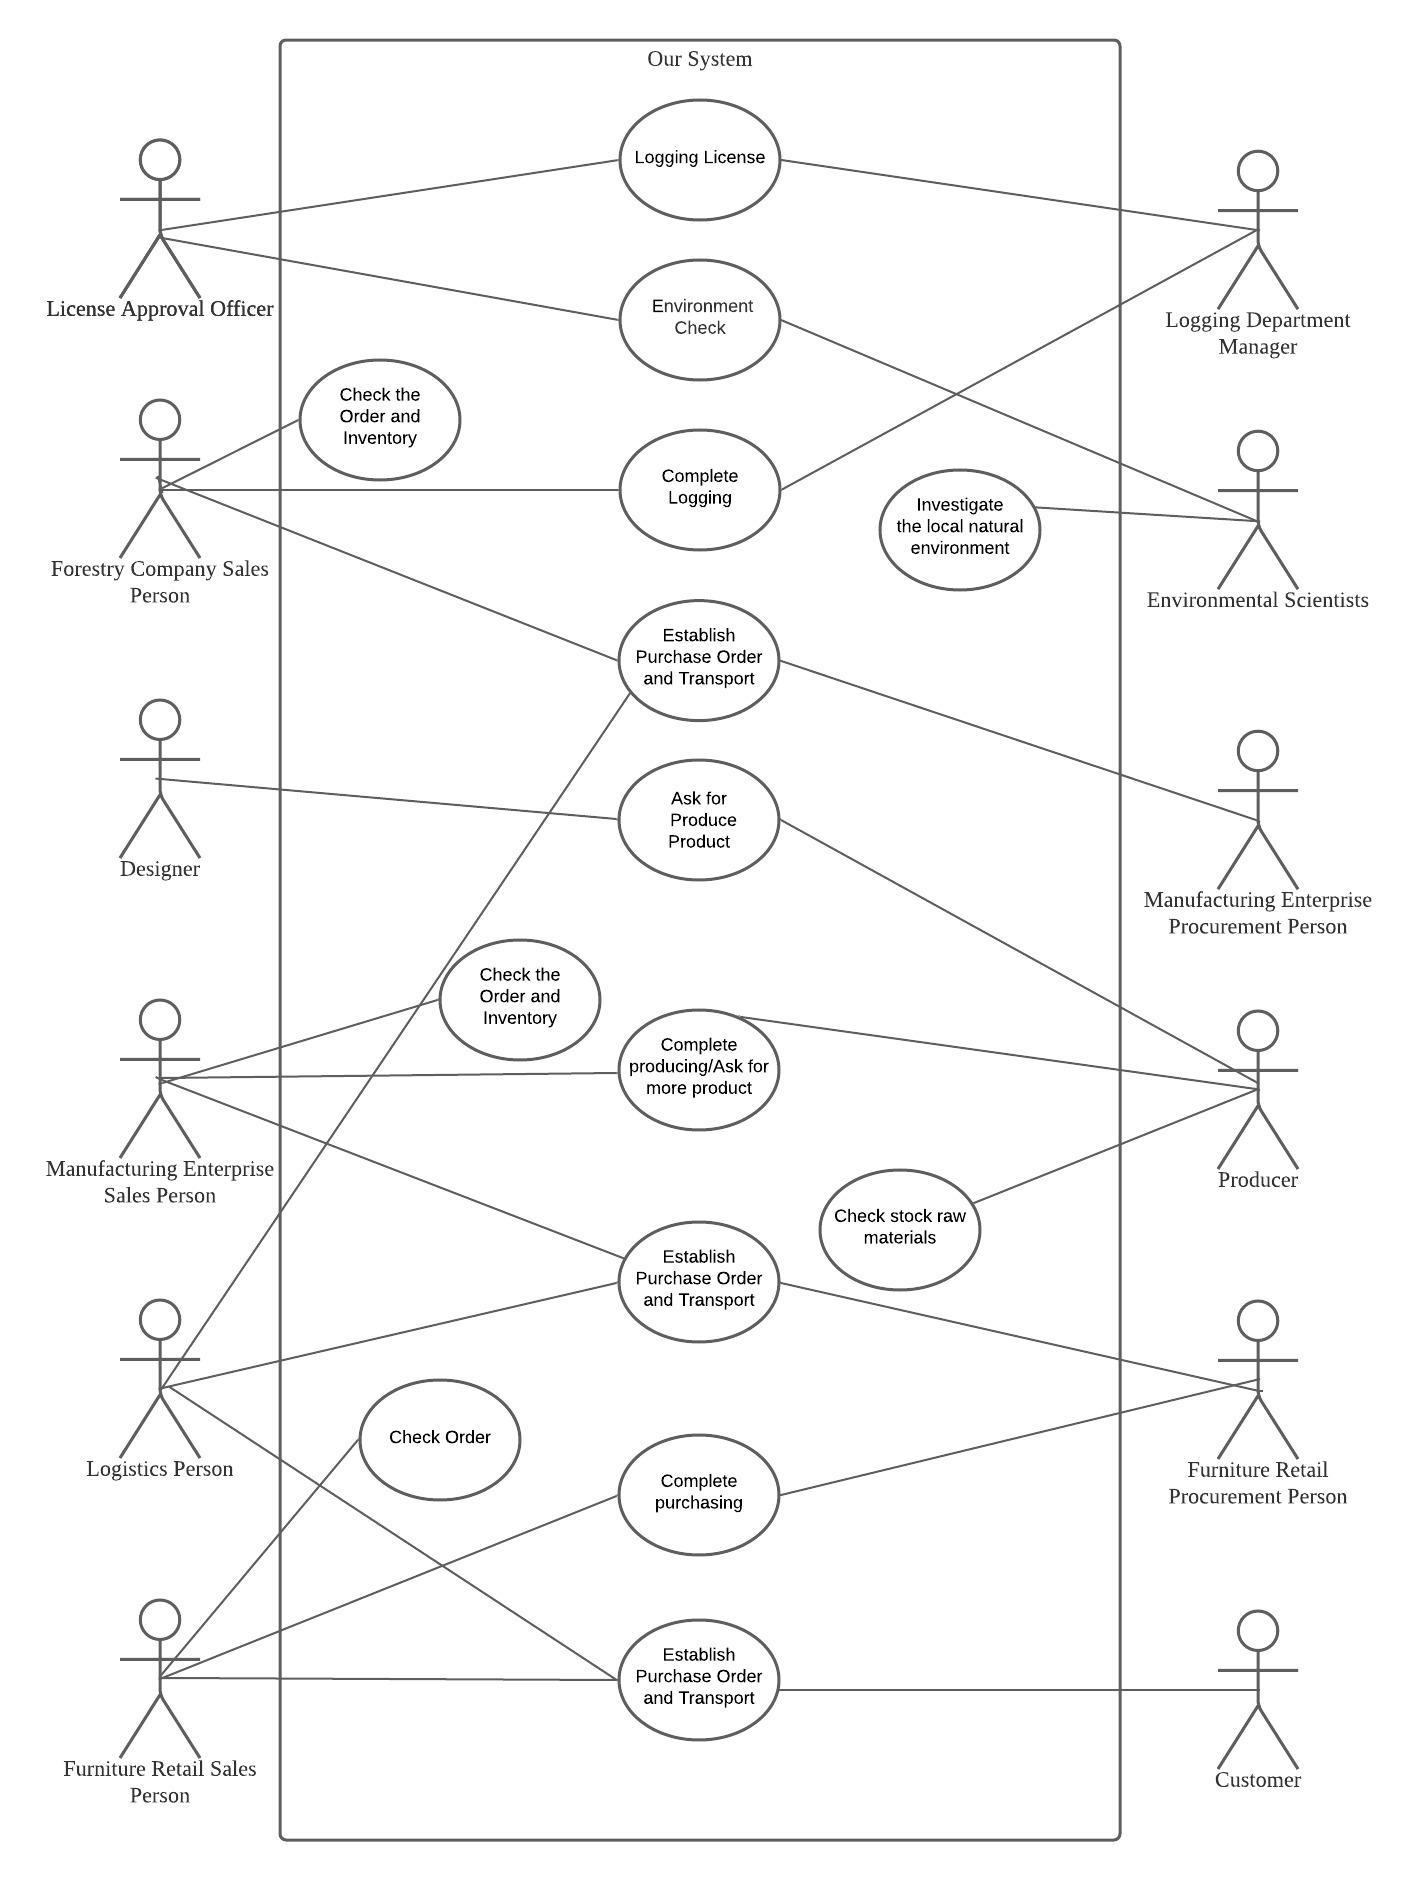 Our System
Logging License
License Approval Officer
Logging Department
Manager
Environment
Check
Check the
Order and
Inventory
Forestry Company Sales
Person
Complete
Logging
Investigate
the local natural
environment
Environmental Scientists
Establish
Purchase Order
and Transport
Designer
Ask for
Produce
Product
Manufacturing Enterprise
Procurement Person
Check the
Order and
Inventory
Complete
producing/Ask for
more product
Manufacturing Enterprise
Sales Person
Producer
Check stock raw
materials
Establish
Purchase Order
and Transport
Logistics Person
Check Order
Complete
purchasing
Furniture Retail
Procurement Person
Establish
Purchase Order
and Transport
Furniture Retail Sales
Person
Customer